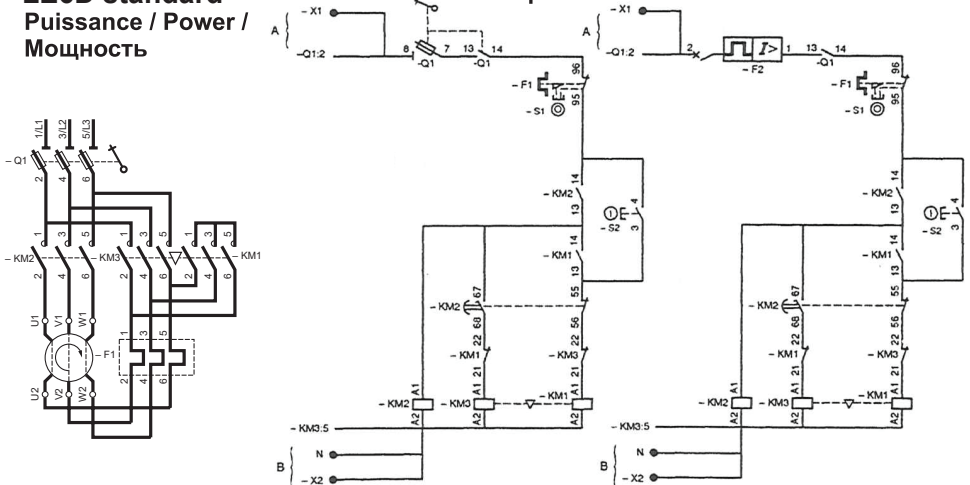 Puissance / Power /
Мощность
1/L1 3/L2 5/L3
– Q1
2 4 6
1 3 5 1 3 5 1 3 5
– KM2 – KM3 – KM1
2 4 6 2 4 6 2 4 6
U1 V1 W1
1 3 5
– F1
2 4 6
U2 V2 W2
– X1
A
–Q1:2 8 7 13 14
–Q1 –Q1
96
– F1
95
– S1
14
– KM2
13
4
– S2
3
14
– KM1
13
67 55
– KM2
68 56
22 22
– KM1 – KM3
21 21
A1 A1 A1
– KM2 – KM3 – KM1
A2 A2 A2
– KM3:5
N
B
– X2
– X1
A
–Q1:2 2 I> 1 13 14
– F2 –Q1
96
– F1
95
– S1
14
– KM2
13
4
– S2
3
14
– KM1
13
67 55
– KM2
68 56
22 22
– KM1 – KM3
21 21
A1 A1 A1
– KM2 – KM3 – KM1
A2 A2 A2
– KM3:5
N
B
– X2